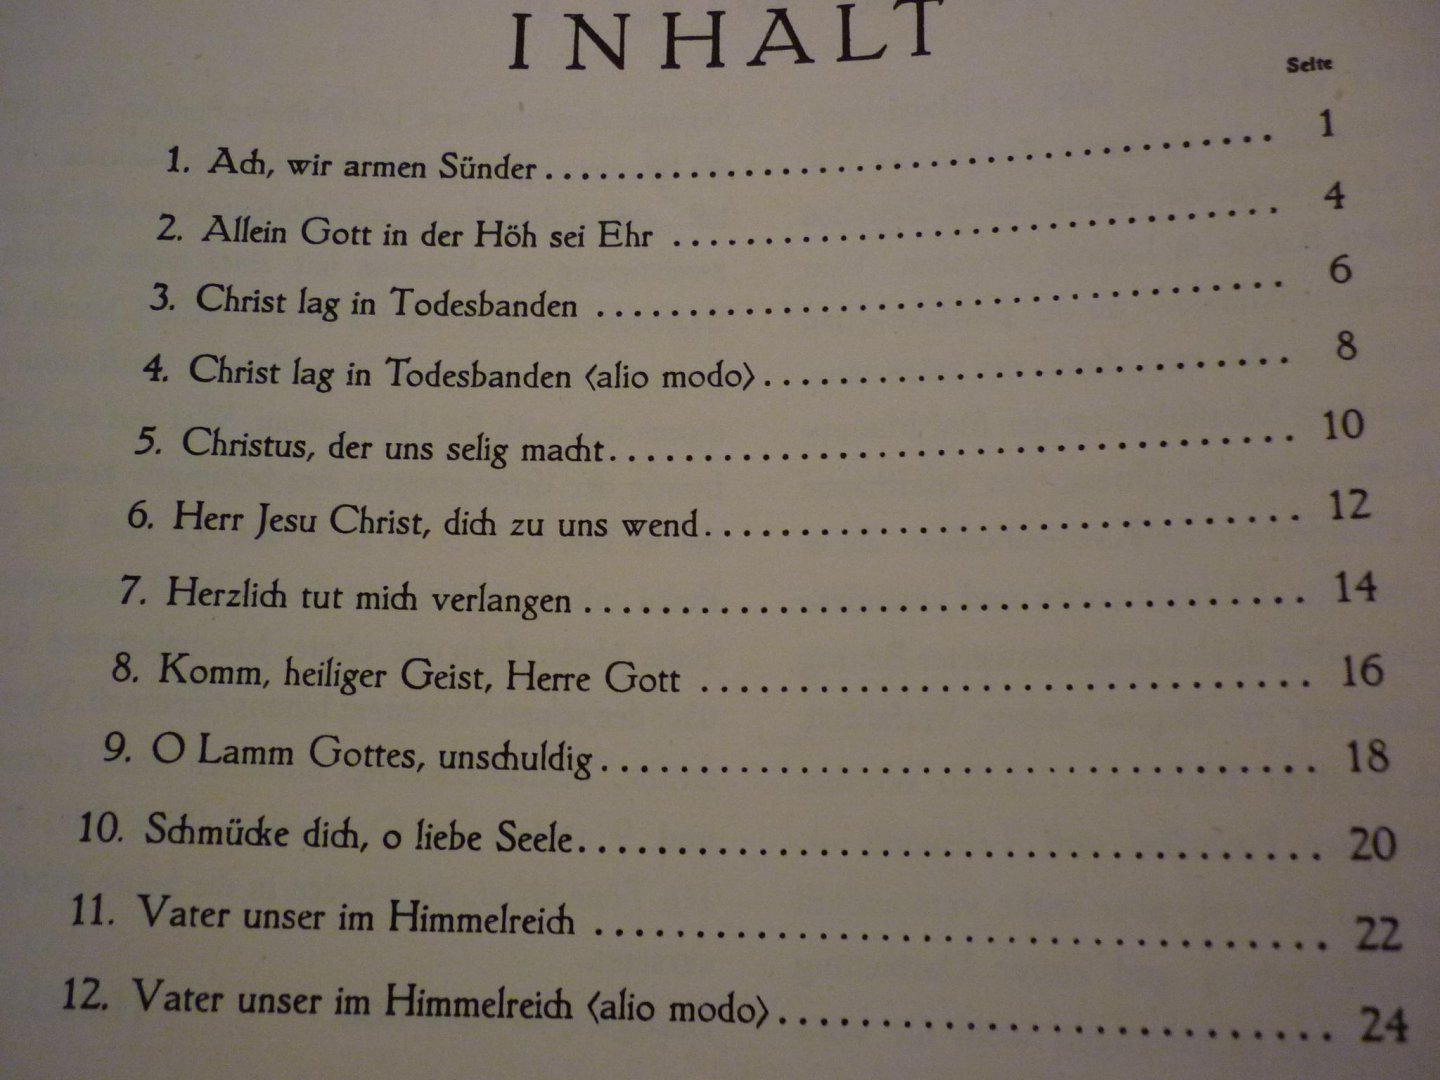 INHALT
Seite
1. Ach, wir armen Sünder . . . . . . . . . . . . . . . . . . . . . . . . . . . . . . . 1
2. Allein Gott in der Höh sei Ehr . . . . . . . . . . . . . . . . . . . . . . . . . . 4
3. Christ lag in Todesbanden . . . . . . . . . . . . . . . . . . . . . . . . . . . . . 6
4. Christ lag in Todesbanden ⟨alio modo⟩ . . . . . . . . . . . . . . . . . . . . . . 8
5. Christus, der uns selig macht . . . . . . . . . . . . . . . . . . . . . . . . . . . 10
6. Herr Jesu Christ, dich zu uns wend . . . . . . . . . . . . . . . . . . . . . . . . 12
7. Herzlich tut mich verlangen . . . . . . . . . . . . . . . . . . . . . . . . . . . . 14
8. Komm, heiliger Geist, Herre Gott . . . . . . . . . . . . . . . . . . . . . . . . . 16
9. O Lamm Gottes, unschuldig . . . . . . . . . . . . . . . . . . . . . . . . . . . . 18
10. Schmücke dich, o liebe Seele . . . . . . . . . . . . . . . . . . . . . . . . . . . 20
11. Vater unser im Himmelreich . . . . . . . . . . . . . . . . . . . . . . . . . . . 22
12. Vater unser im Himmelreich ⟨alio modo⟩ . . . . . . . . . . . . . . . . . . . . . 24